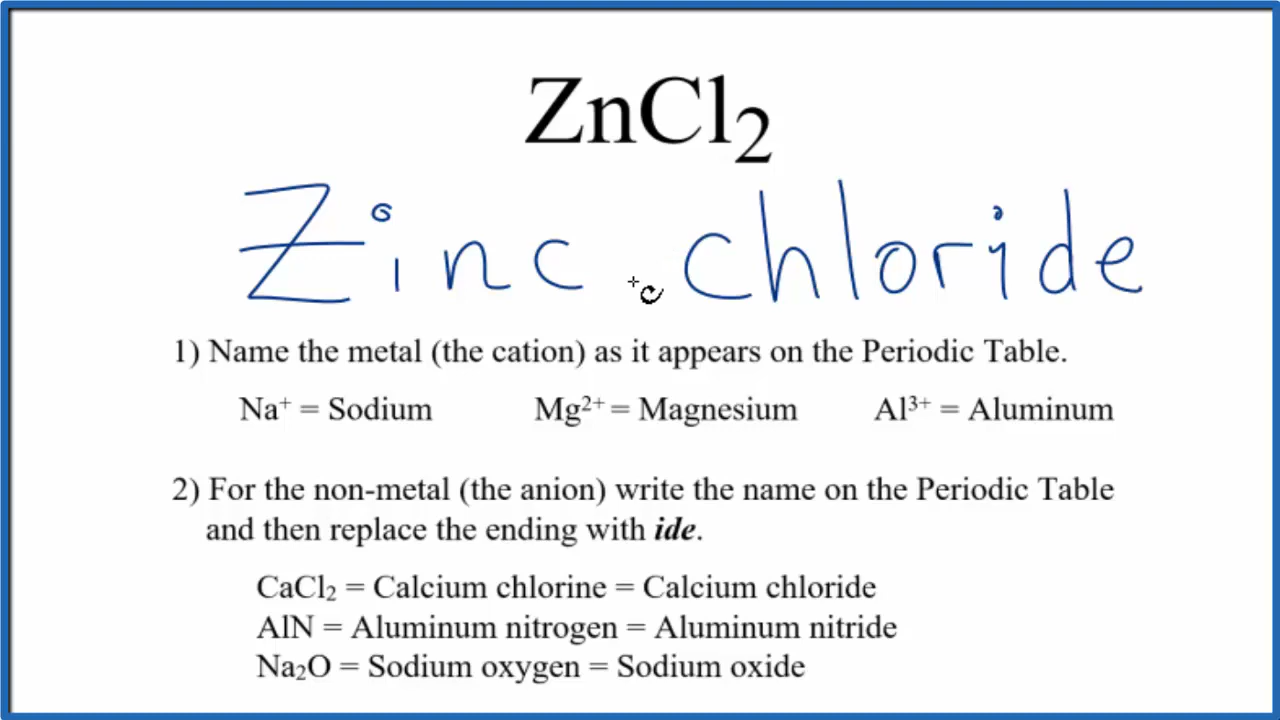 ZnCl₂
Zinc chloride
1) Name the metal (the cation) as it appears on the Periodic Table.
Na⁺ = Sodium Mg²⁺ = Magnesium Al³⁺ = Aluminum
2) For the non-metal (the anion) write the name on the Periodic Table
and then replace the ending with ide.
CaCl₂ = Calcium chlorine = Calcium chloride
AlN = Aluminum nitrogen = Aluminum nitride
Na₂O = Sodium oxygen = Sodium oxide